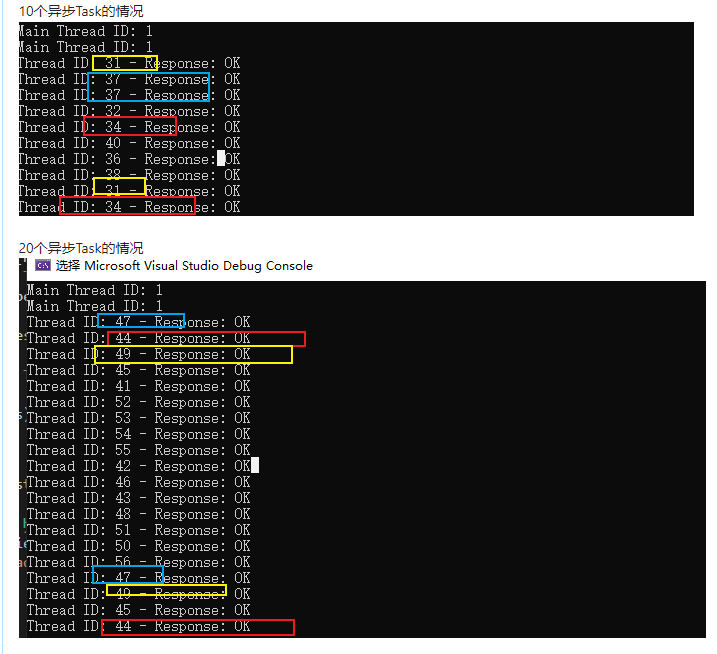 10个异步Task的情况
Main Thread ID: 1
Main Thread ID: 1
Thread ID: 31 - Response: OK
Thread ID: 37 - Response: OK
Thread ID: 37 - Response: OK
Thread ID: 32 - Response: OK
Thread ID: 34 - Response: OK
Thread ID: 40 - Response: OK
Thread ID: 36 - Response: OK
Thread ID: 38 - Response: OK
Thread ID: 31 - Response: OK
Thread ID: 34 - Response: OK
20个异步Task的情况
选择 Microsoft Visual Studio Debug Console
Main Thread ID: 1
Main Thread ID: 1
Thread ID: 47 - Response: OK
Thread ID: 44 - Response: OK
Thread ID: 49 - Response: OK
Thread ID: 45 - Response: OK
Thread ID: 41 - Response: OK
Thread ID: 52 - Response: OK
Thread ID: 53 - Response: OK
Thread ID: 54 - Response: OK
Thread ID: 55 - Response: OK
Thread ID: 42 - Response: OK
Thread ID: 46 - Response: OK
Thread ID: 43 - Response: OK
Thread ID: 48 - Response: OK
Thread ID: 51 - Response: OK
Thread ID: 50 - Response: OK
Thread ID: 56 - Response: OK
Thread ID: 47 - Response: OK
Thread ID: 49 - Response: OK
Thread ID: 45 - Response: OK
Thread ID: 44 - Response: OK